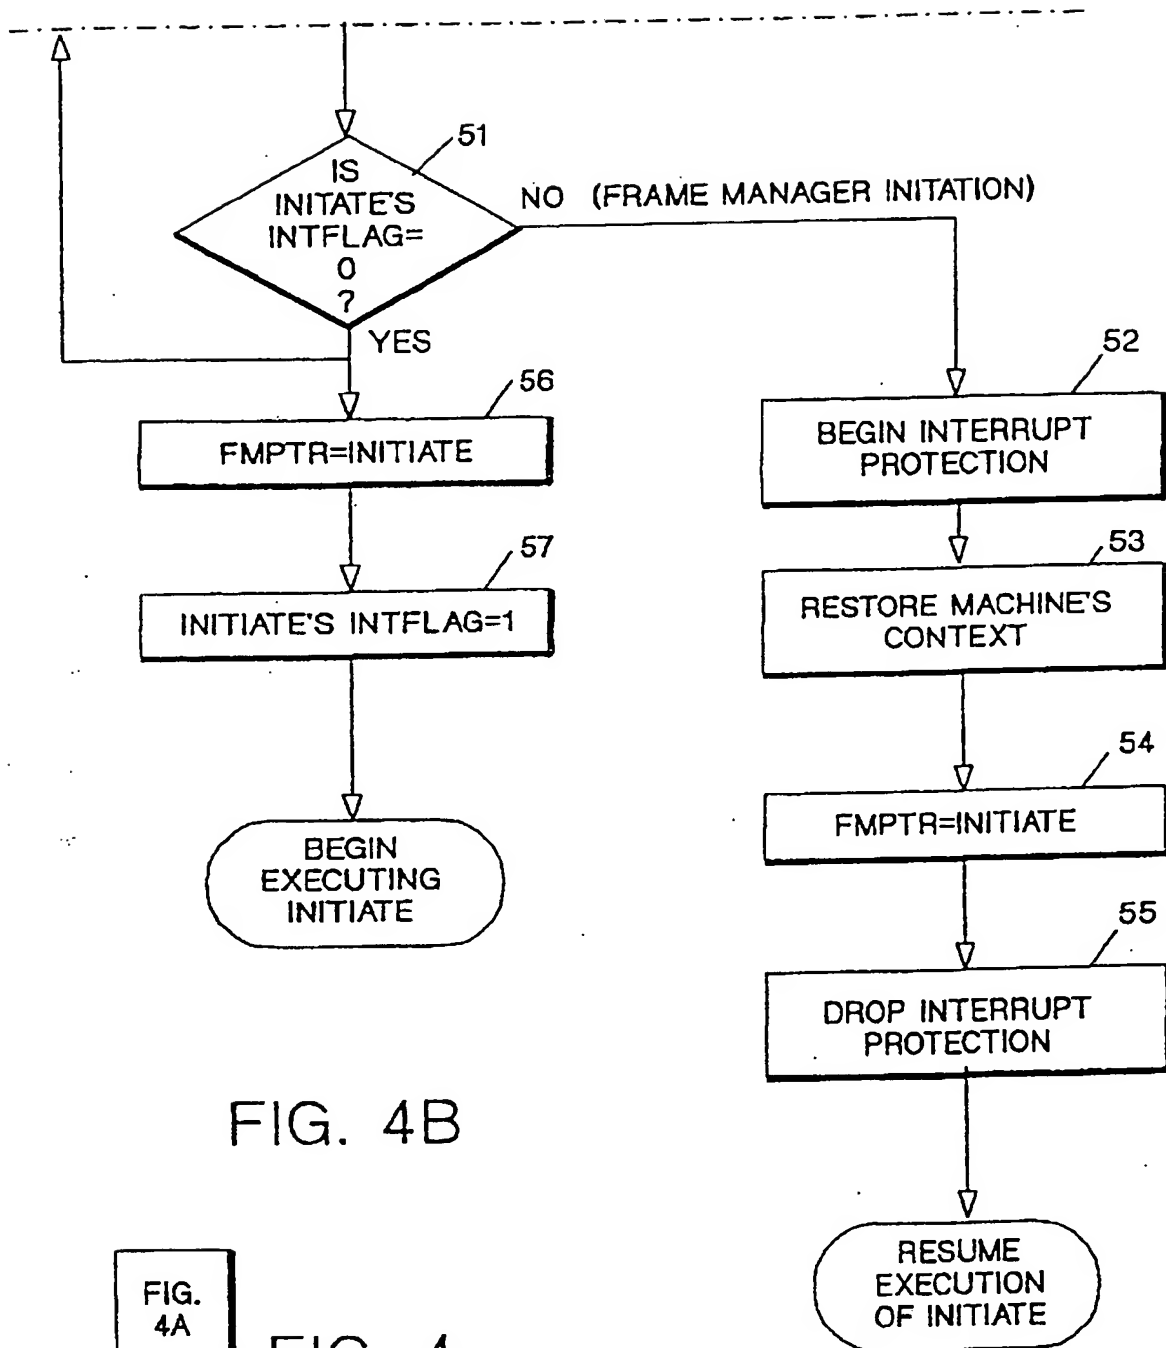 51
IS
INITATE'S
INTFLAG=
0
?
NO (FRAME MANAGER INITATION)
YES
56
FMPTR=INITIATE
57
INITIATE'S INTFLAG=1
BEGIN
EXECUTING
INITIATE
52
BEGIN INTERRUPT
PROTECTION
53
RESTORE MACHINE'S
CONTEXT
54
FMPTR=INITIATE
55
DROP INTERRUPT
PROTECTION
RESUME
EXECUTION
OF INITIATE
FIG. 4B
FIG.
4A
FIG. 4